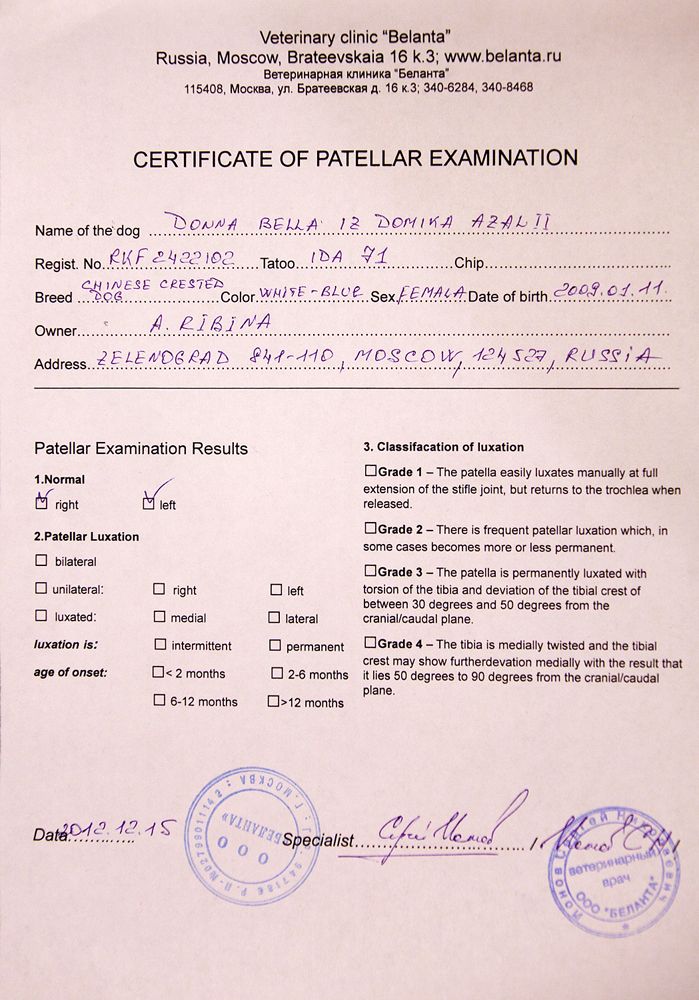 Veterinary clinic “Belanta”
Russia, Moscow, Brateevskaia 16 k.3; www.belanta.ru
Ветеринарная клиника "Беланта"
115408, Москва, ул. Братеевская д. 16 к.3; 340-6284, 340-8468
CERTIFICATE OF PATELLAR EXAMINATION
Name of the dog DONNA BELLA IZ DOMIKA AZALII
Regist. No. RKF 2422102 Tatoo IDA 71 Chip
Breed CHINESE CRESTED DOG Color WHITE-BLUE Sex FEMALA Date of birth 2009.01.11.
Owner A. RIBINA
Address ZELENOGRAD 841-110, MOSCOW, 124527, RUSSIA
Patellar Examination Results
1.Normal
right left
2.Patellar Luxation
bilateral
unilateral: right left
luxated: medial lateral
luxation is: intermittent permanent
age of onset: < 2 months 2-6 months
6-12 months >12 months
3. Classifacation of luxation
Grade 1 – The patella easily luxates manually at full
extension of the stifle joint, but returns to the trochlea when
released.
Grade 2 – There is frequent patellar luxation which, in
some cases becomes more or less permanent.
Grade 3 – The patella is permanently luxated with
torsion of the tibia and deviation of the tibial crest of
between 30 degrees and 50 degrees from the
cranial/caudal plane.
Grade 4 – The tibia is medially twisted and the tibial
crest may show furtherdevation medially with the result that
it lies 50 degrees to 90 degrees from the cranial/caudal
plane.
Data 2012.12.15 Specialist
Г. МОСКВА
ООО
«БЕЛАНТА»
Ионов Сергей Николаевич
ветеринарный
врач
ООО "БЕЛАНТА"